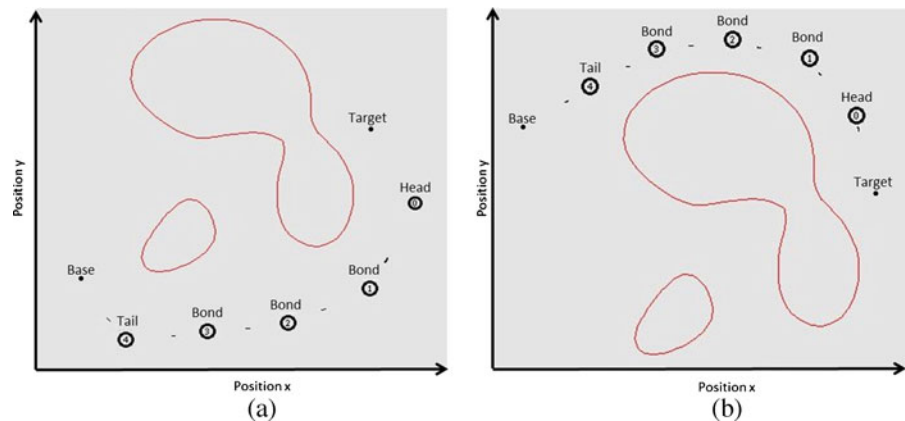 Position y
Target
Head
0
Base
Bond
1
Bond
2
Bond
3
Tail
4
Position x
(a)
Position y
Bond
2
Bond
3
Bond
1
Tail
4
Head
0
Base
Target
Position x
(b)